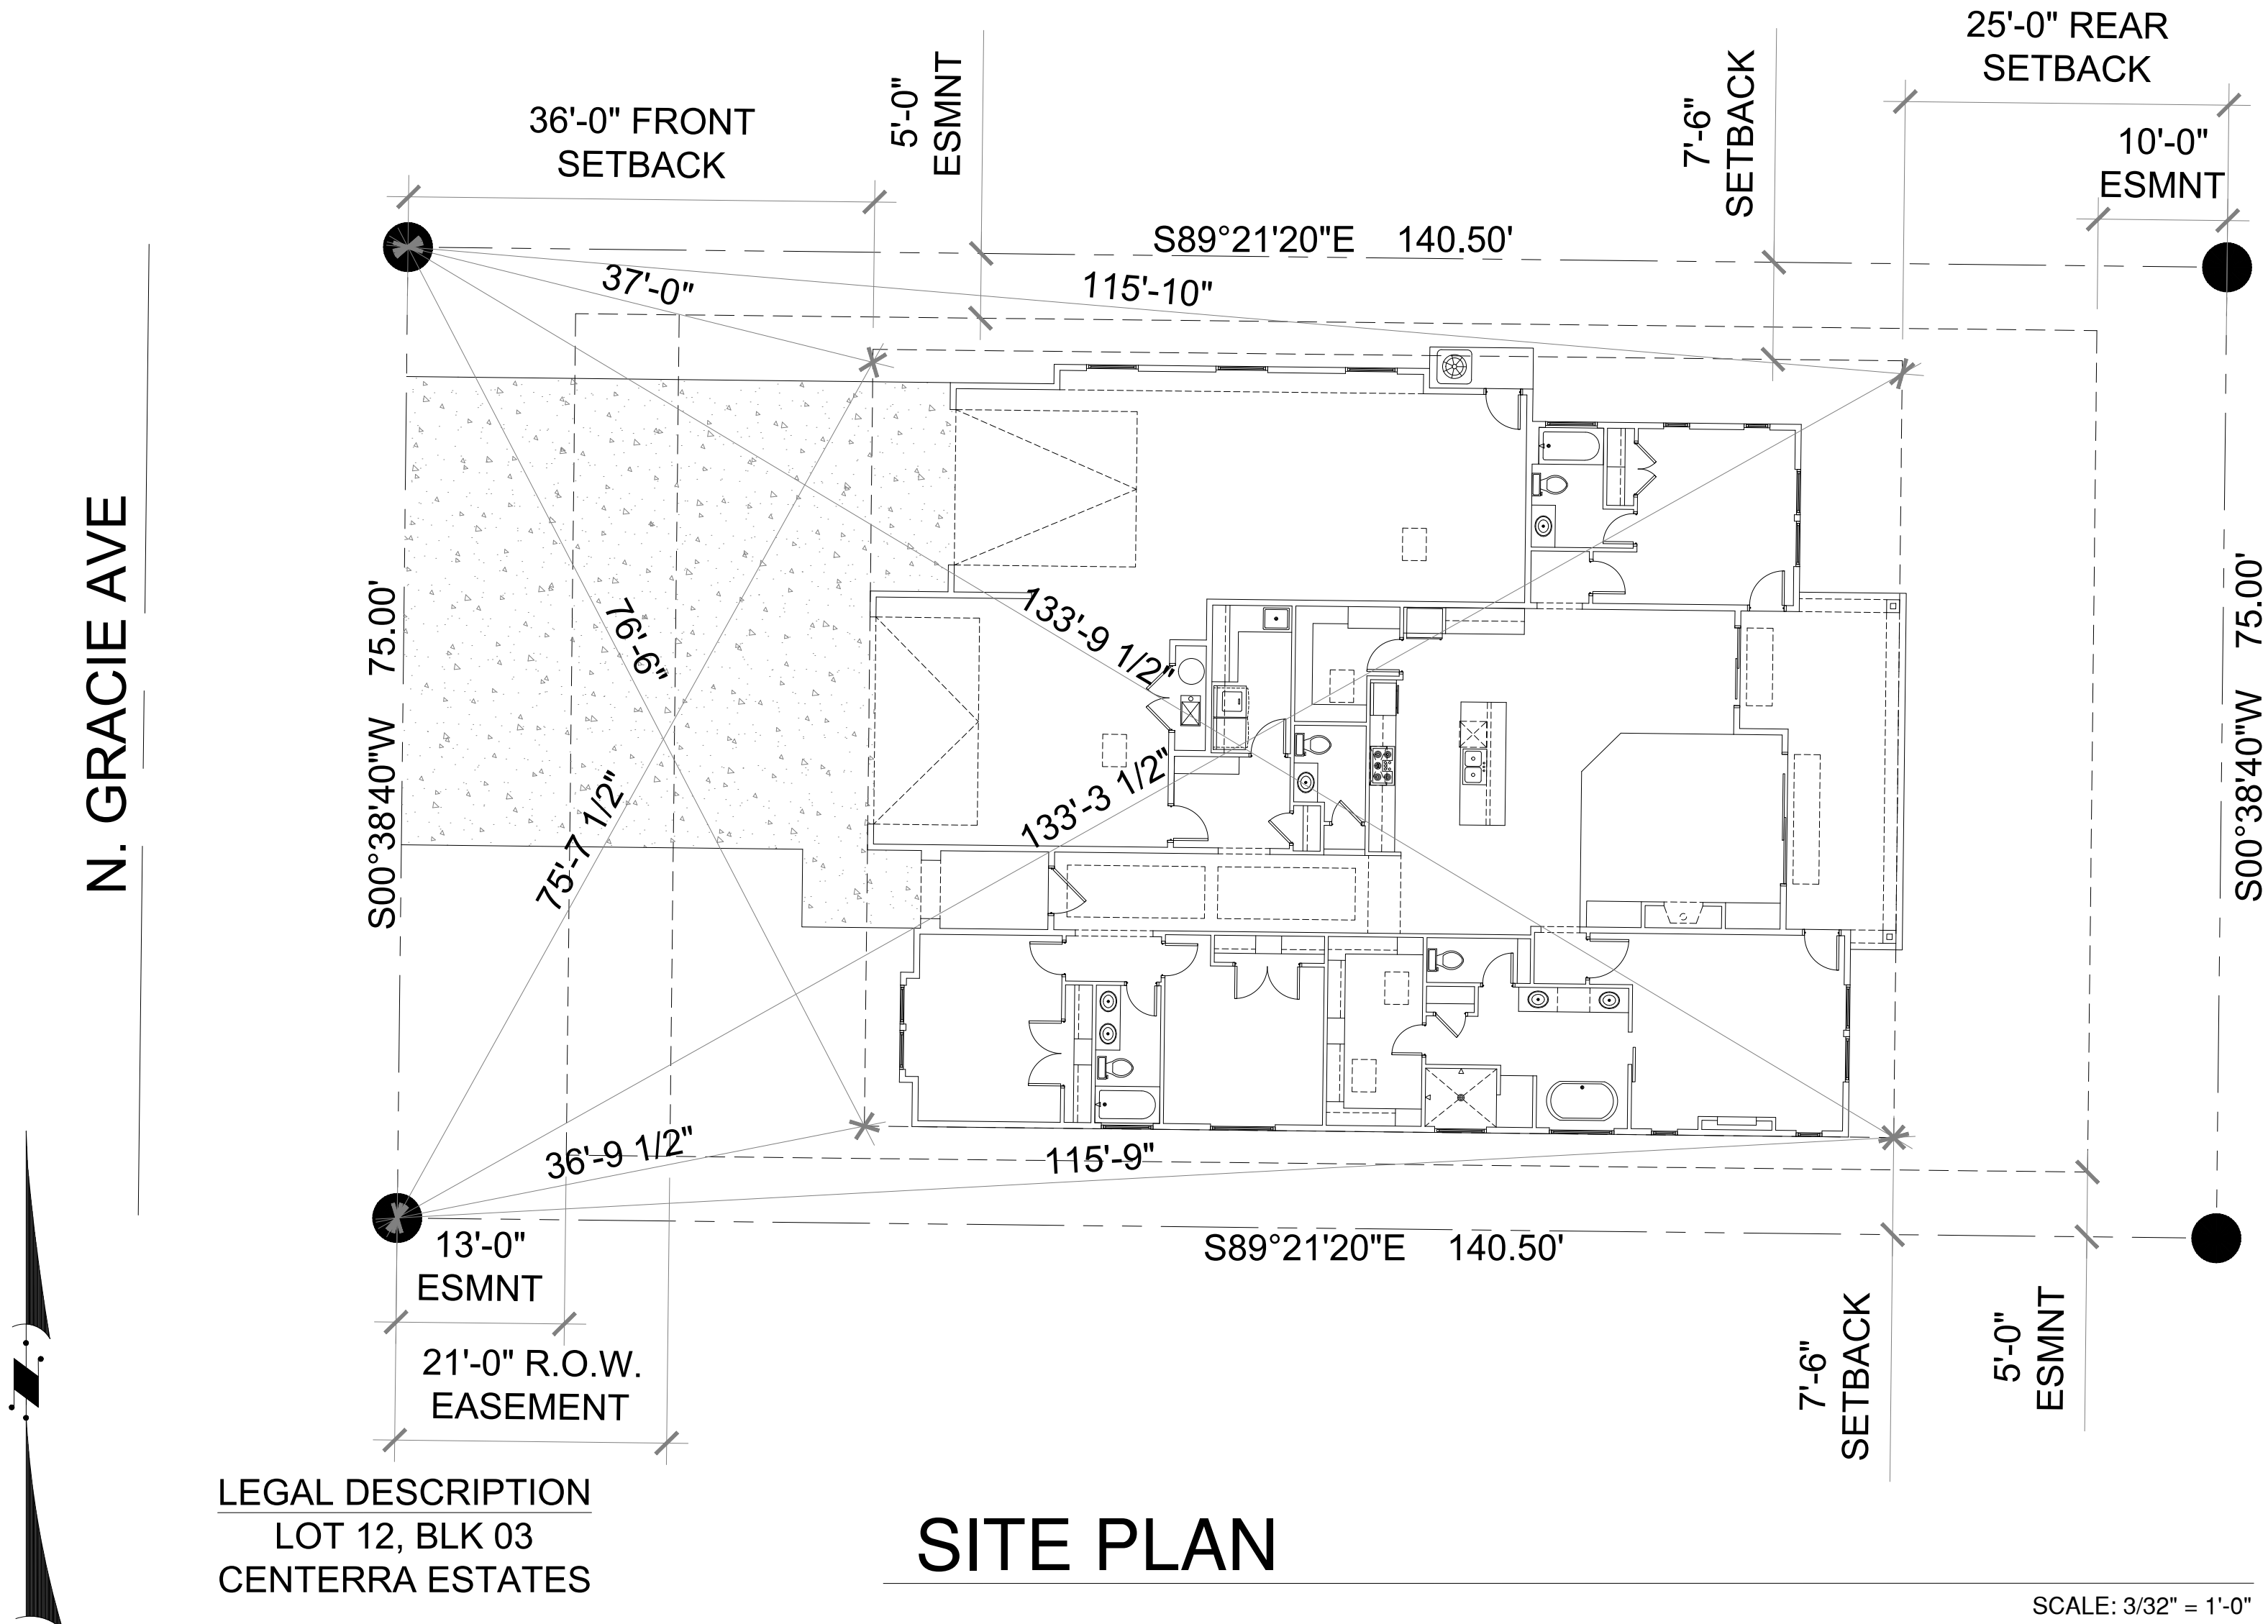 25'-0" REAR
SETBACK
36'-0" FRONT
SETBACK
5'-0"
ESMNT
7'-6"
SETBACK
10'-0"
ESMNT
S89°21'20"E 140.50'
37'-0"
115'-10"
N. GRACIE AVE
S00°38'40"W 75.00'
76'-6"
75'-7 1/2"
133'-9 1/2"
133'-3 1/2"
S00°38'40"W 75.00'
36'-9 1/2"
115'-9"
S89°21'20"E 140.50'
13'-0"
ESMNT
21'-0" R.O.W.
EASEMENT
7'-6"
SETBACK
5'-0"
ESMNT
LEGAL DESCRIPTION
LOT 12, BLK 03
CENTERRA ESTATES
SITE PLAN
SCALE: 3/32" = 1'-0"